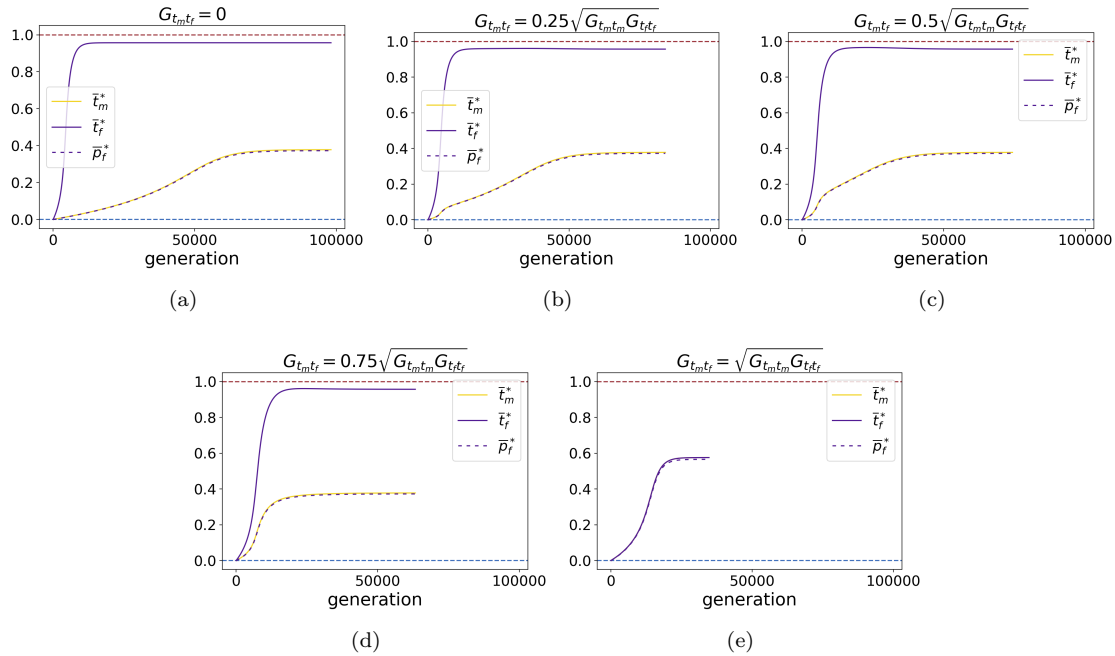 G_{t_m t_f} = 0
1.0
0.8
0.6
0.4
0.2
0.0
t̅*_m
t̅*_f
p̅*_f
0 50000 100000
generation
(a)
G_{t_m t_f} = 0.25√(G_{t_m t_m} G_{t_f t_f})
1.0
0.8
0.6
0.4
0.2
0.0
t̅*_m
t̅*_f
p̅*_f
0 50000 100000
generation
(b)
G_{t_m t_f} = 0.5√(G_{t_m t_m} G_{t_f t_f})
1.0
0.8
0.6
0.4
0.2
0.0
t̅*_m
t̅*_f
p̅*_f
0 50000 100000
generation
(c)
G_{t_m t_f} = 0.75√(G_{t_m t_m} G_{t_f t_f})
1.0
0.8
0.6
0.4
0.2
0.0
t̅*_m
t̅*_f
p̅*_f
0 50000 100000
generation
(d)
G_{t_m t_f} = √(G_{t_m t_m} G_{t_f t_f})
1.0
0.8
0.6
0.4
0.2
0.0
t̅*_m
t̅*_f
p̅*_f
0 50000 100000
generation
(e)